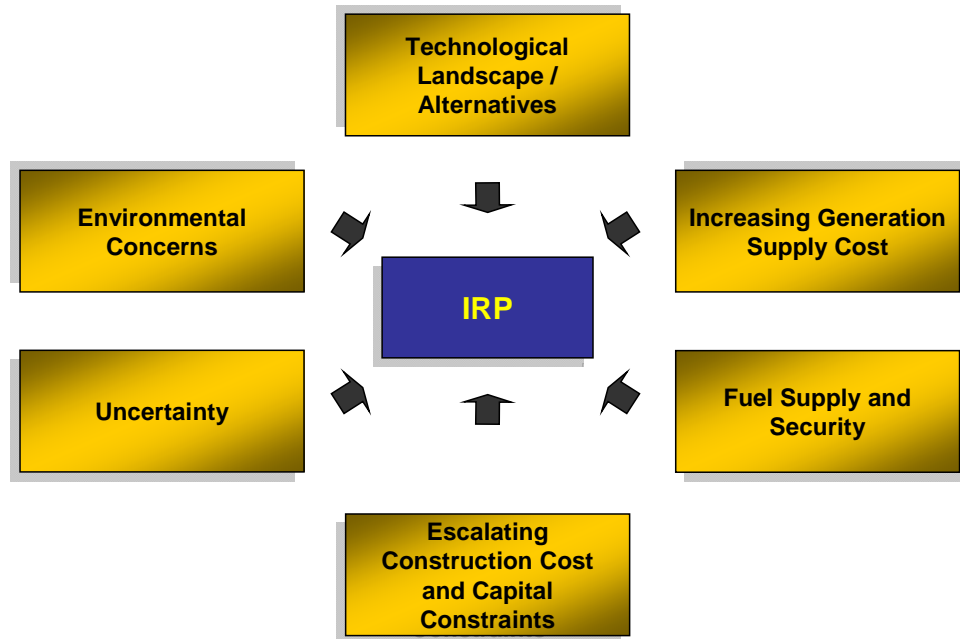 Technological
Landscape /
Alternatives
Environmental
Concerns
Increasing Generation
Supply Cost
IRP
Uncertainty
Fuel Supply and
Security
Escalating
Construction Cost
and Capital
Constraints